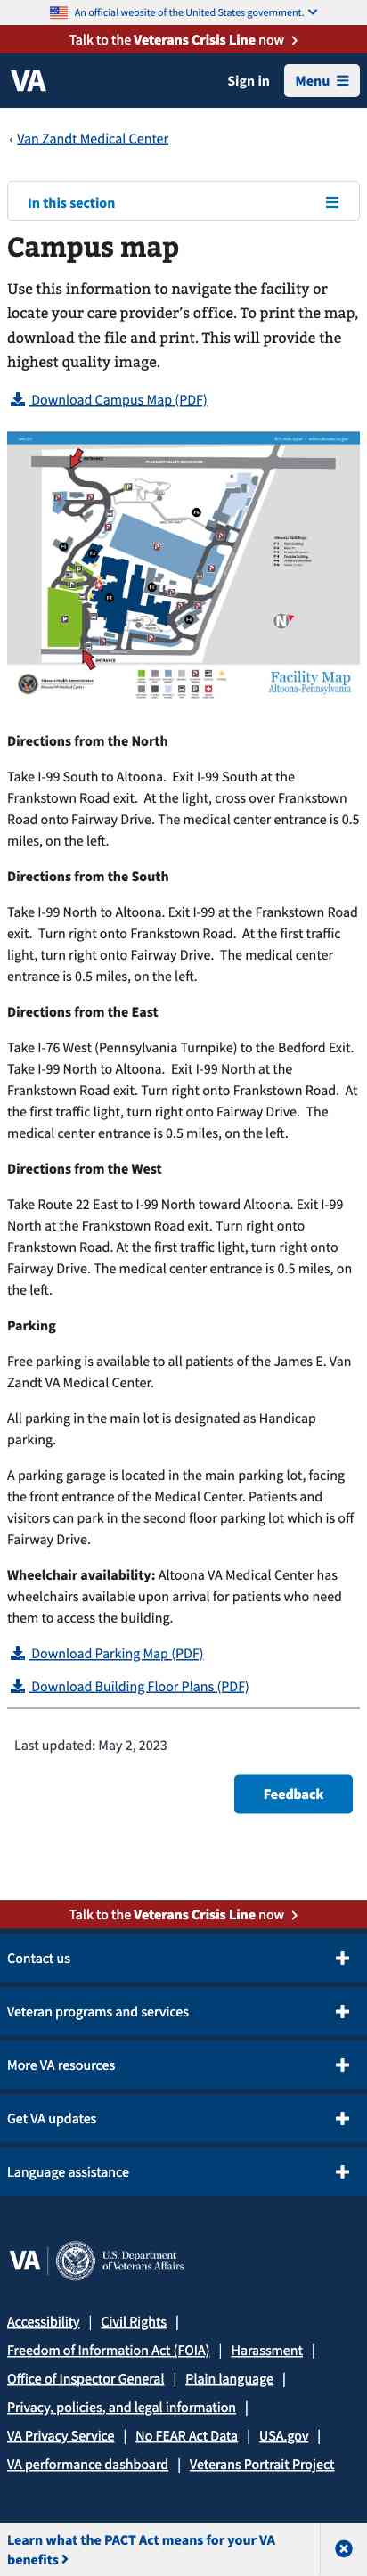 An official website of the United States government.
Talk to the Veterans Crisis Line now
VA
Sign in
Menu
‹ Van Zandt Medical Center
In this section
Campus map
Use this information to navigate the facility or
locate your care provider's office. To print the map,
download the file and print. This will provide the
highest quality image.
Download Campus Map (PDF)
ENTRANCE
ENTRANCE
N
Facility Map
Altoona-Pennsylvania
Directions from the North
Take I-99 South to Altoona.  Exit I-99 South at the
Frankstown Road exit.  At the light, cross over Frankstown
Road onto Fairway Drive. The medical center entrance is 0.5
miles, on the left.
Directions from the South
Take I-99 North to Altoona. Exit I-99 at the Frankstown Road
exit.  Turn right onto Frankstown Road.  At the first traffic
light, turn right onto Fairway Drive.  The medical center
entrance is 0.5 miles, on the left.
Directions from the East
Take I-76 West (Pennsylvania Turnpike) to the Bedford Exit.
Take I-99 North to Altoona.  Exit I-99 North at the
Frankstown Road exit. Turn right onto Frankstown Road.  At
the first traffic light, turn right onto Fairway Drive.  The
medical center entrance is 0.5 miles, on the left.
Directions from the West
Take Route 22 East to I-99 North toward Altoona. Exit I-99
North at the Frankstown Road exit. Turn right onto
Frankstown Road. At the first traffic light, turn right onto
Fairway Drive. The medical center entrance is 0.5 miles, on
the left.
Parking
Free parking is available to all patients of the James E. Van
Zandt VA Medical Center.
All parking in the main lot is designated as Handicap
parking.
A parking garage is located in the main parking lot, facing
the front entrance of the Medical Center. Patients and
visitors can park in the second floor parking lot which is off
Fairway Drive.
Wheelchair availability: Altoona VA Medical Center has
wheelchairs available upon arrival for patients who need
them to access the building.
Download Parking Map (PDF)
Download Building Floor Plans (PDF)
Last updated: May 2, 2023
Feedback
Talk to the Veterans Crisis Line now
Contact us
Veteran programs and services
More VA resources
Get VA updates
Language assistance
VA
U.S. Department
of Veterans Affairs
Accessibility | Civil Rights |
Freedom of Information Act (FOIA) | Harassment |
Office of Inspector General | Plain language |
Privacy, policies, and legal information |
VA Privacy Service | No FEAR Act Data | USA.gov |
VA performance dashboard | Veterans Portrait Project
Learn what the PACT Act means for your VA
benefits